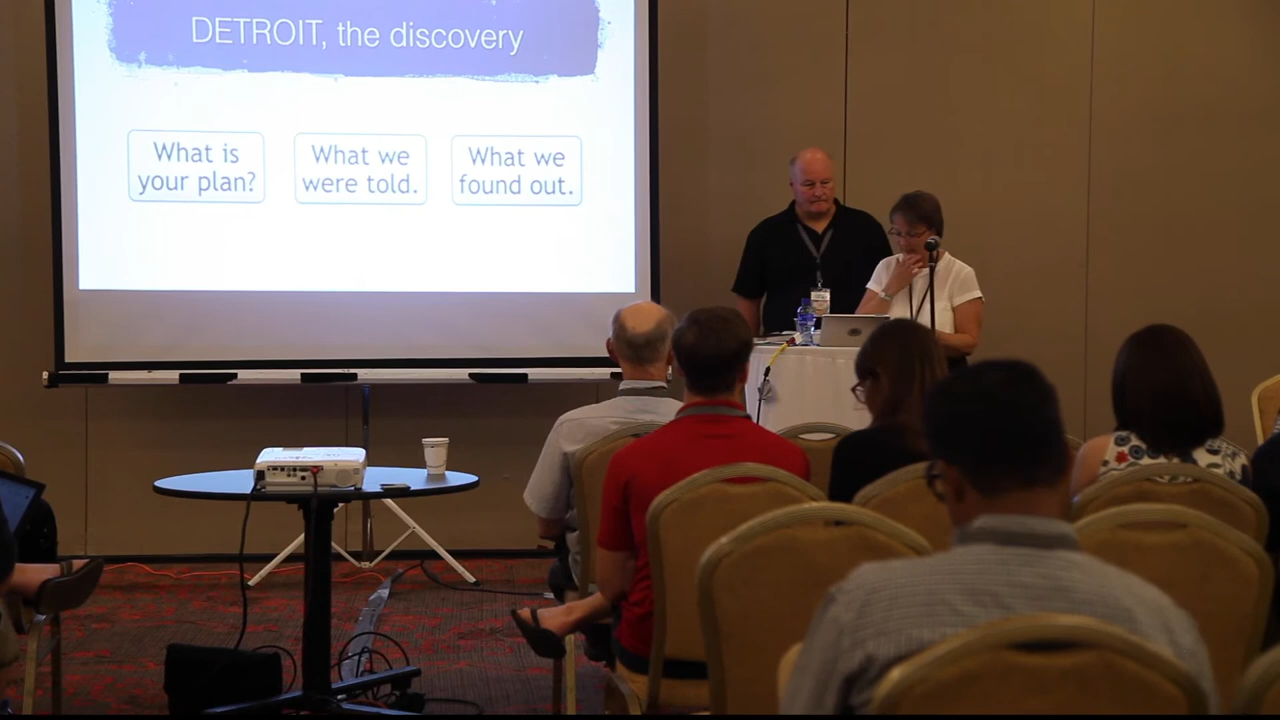 DETROIT, the discovery
What is
your plan?
What we
were told.
What we
found out.